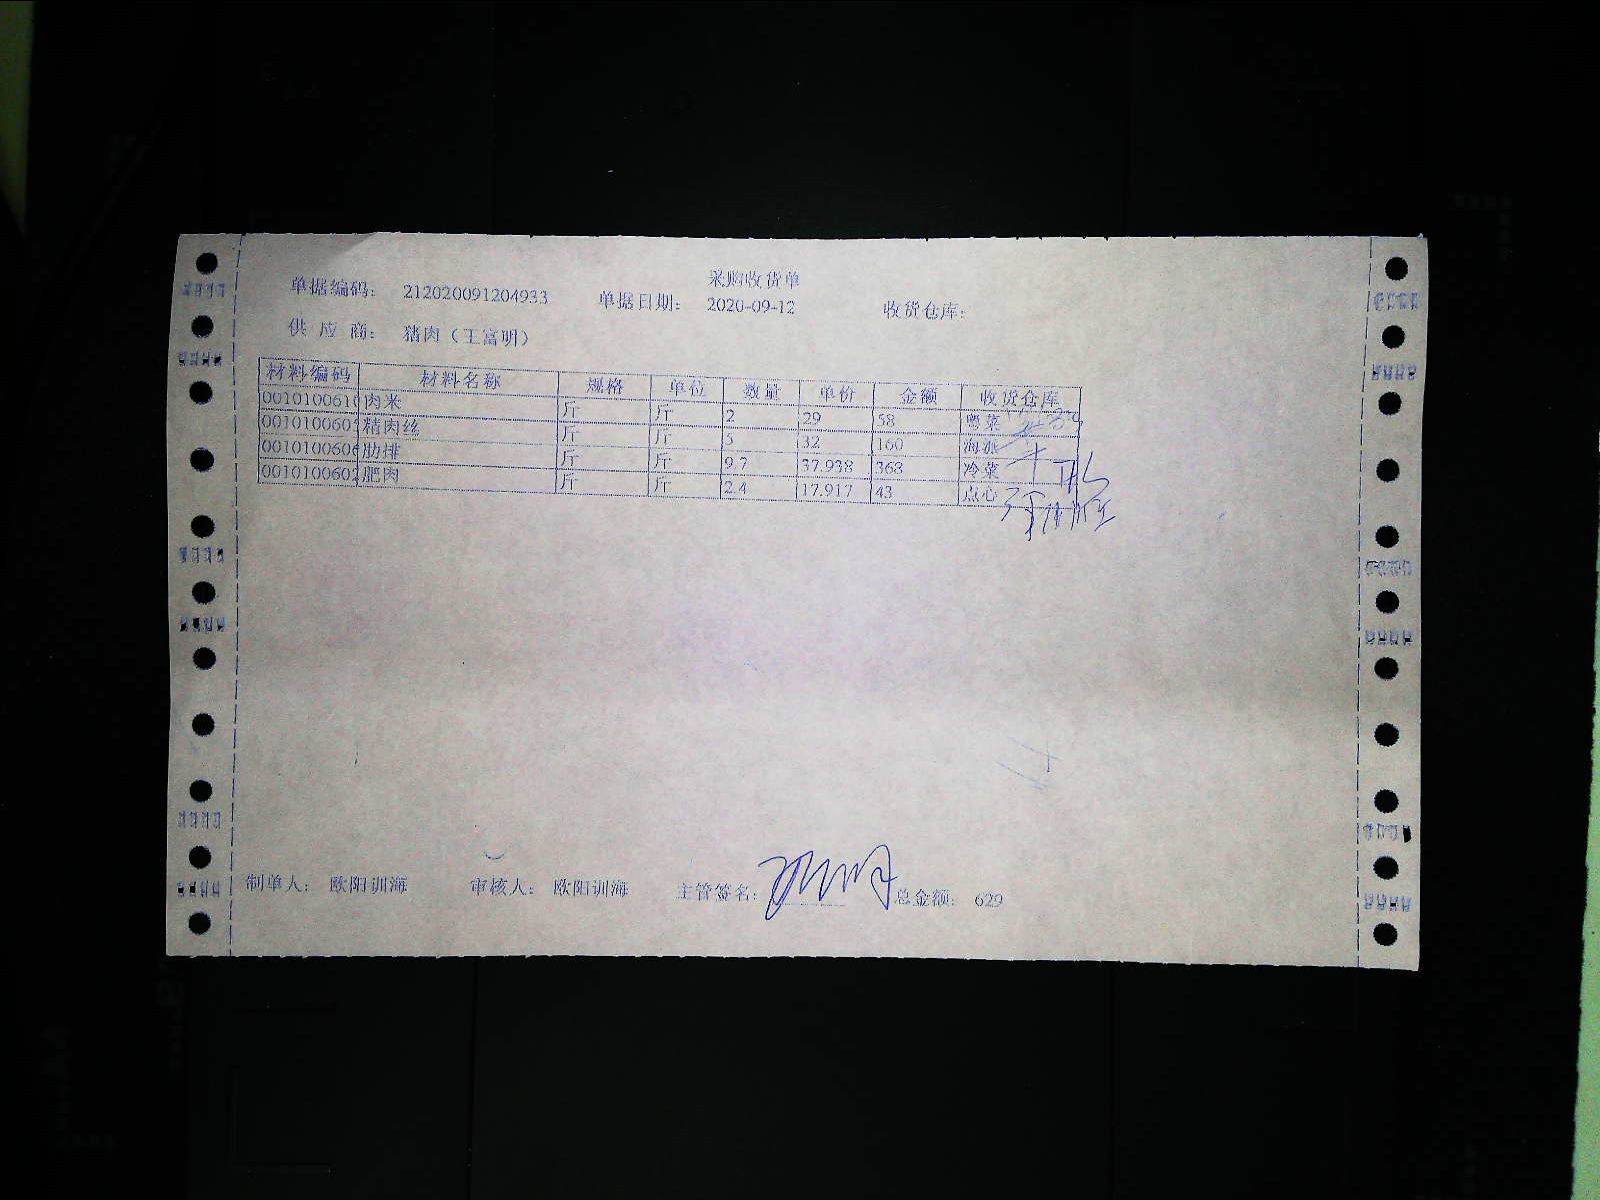 采购收货单
单据编码： 212020091204933 单据日期： 2020-09-12 收货仓库：
供 应 商： 猪肉（王富明）
材料编码 材料名称 规格 单位 数量 单价 金额 收货仓库
0010100610 肉米 斤 斤 2 29 58 粤菜
001010060 精肉丝 斤 斤 5 32 160 海派
001010060 肋排 斤 斤 9.7 37.938 368 冷菜
001010060 肥肉 斤 斤 2.4 17.917 43 点心
制单人： 欧阳训海 审核人： 欧阳训海 主管签名： 总金额： 629